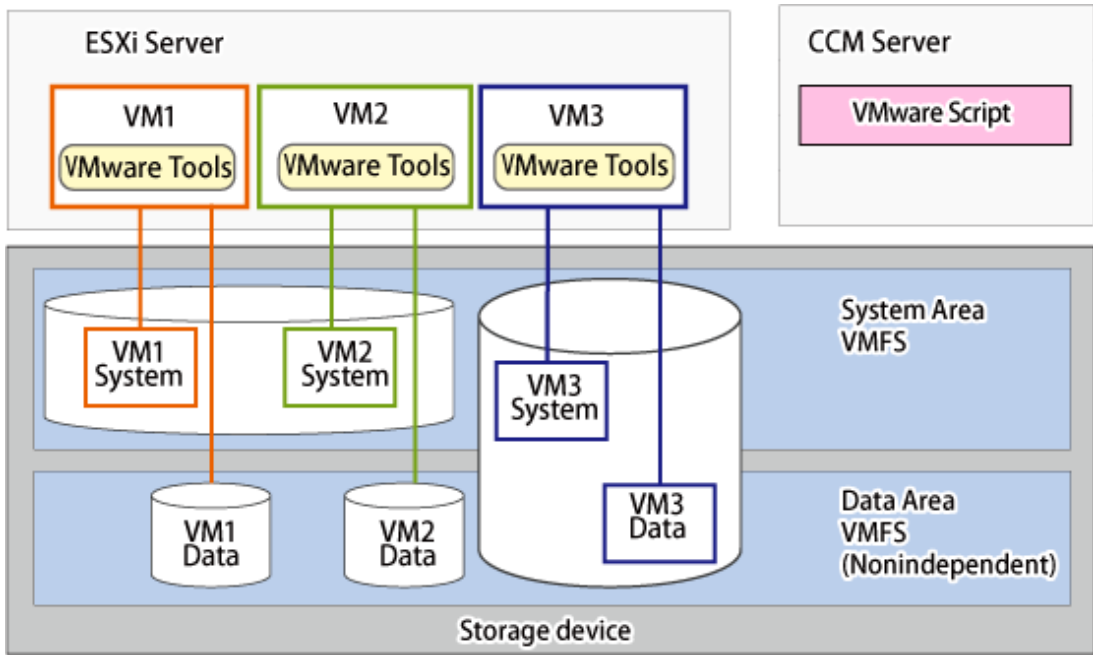 ESXi Server
CCM Server
VM1
VMware Tools
VM2
VMware Tools
VM3
VMware Tools
VMware Script
VM1
System
VM2
System
VM3
System
System Area
VMFS
VM1
Data
VM2
Data
VM3
Data
Data Area
VMFS
(Nonindependent)
Storage device